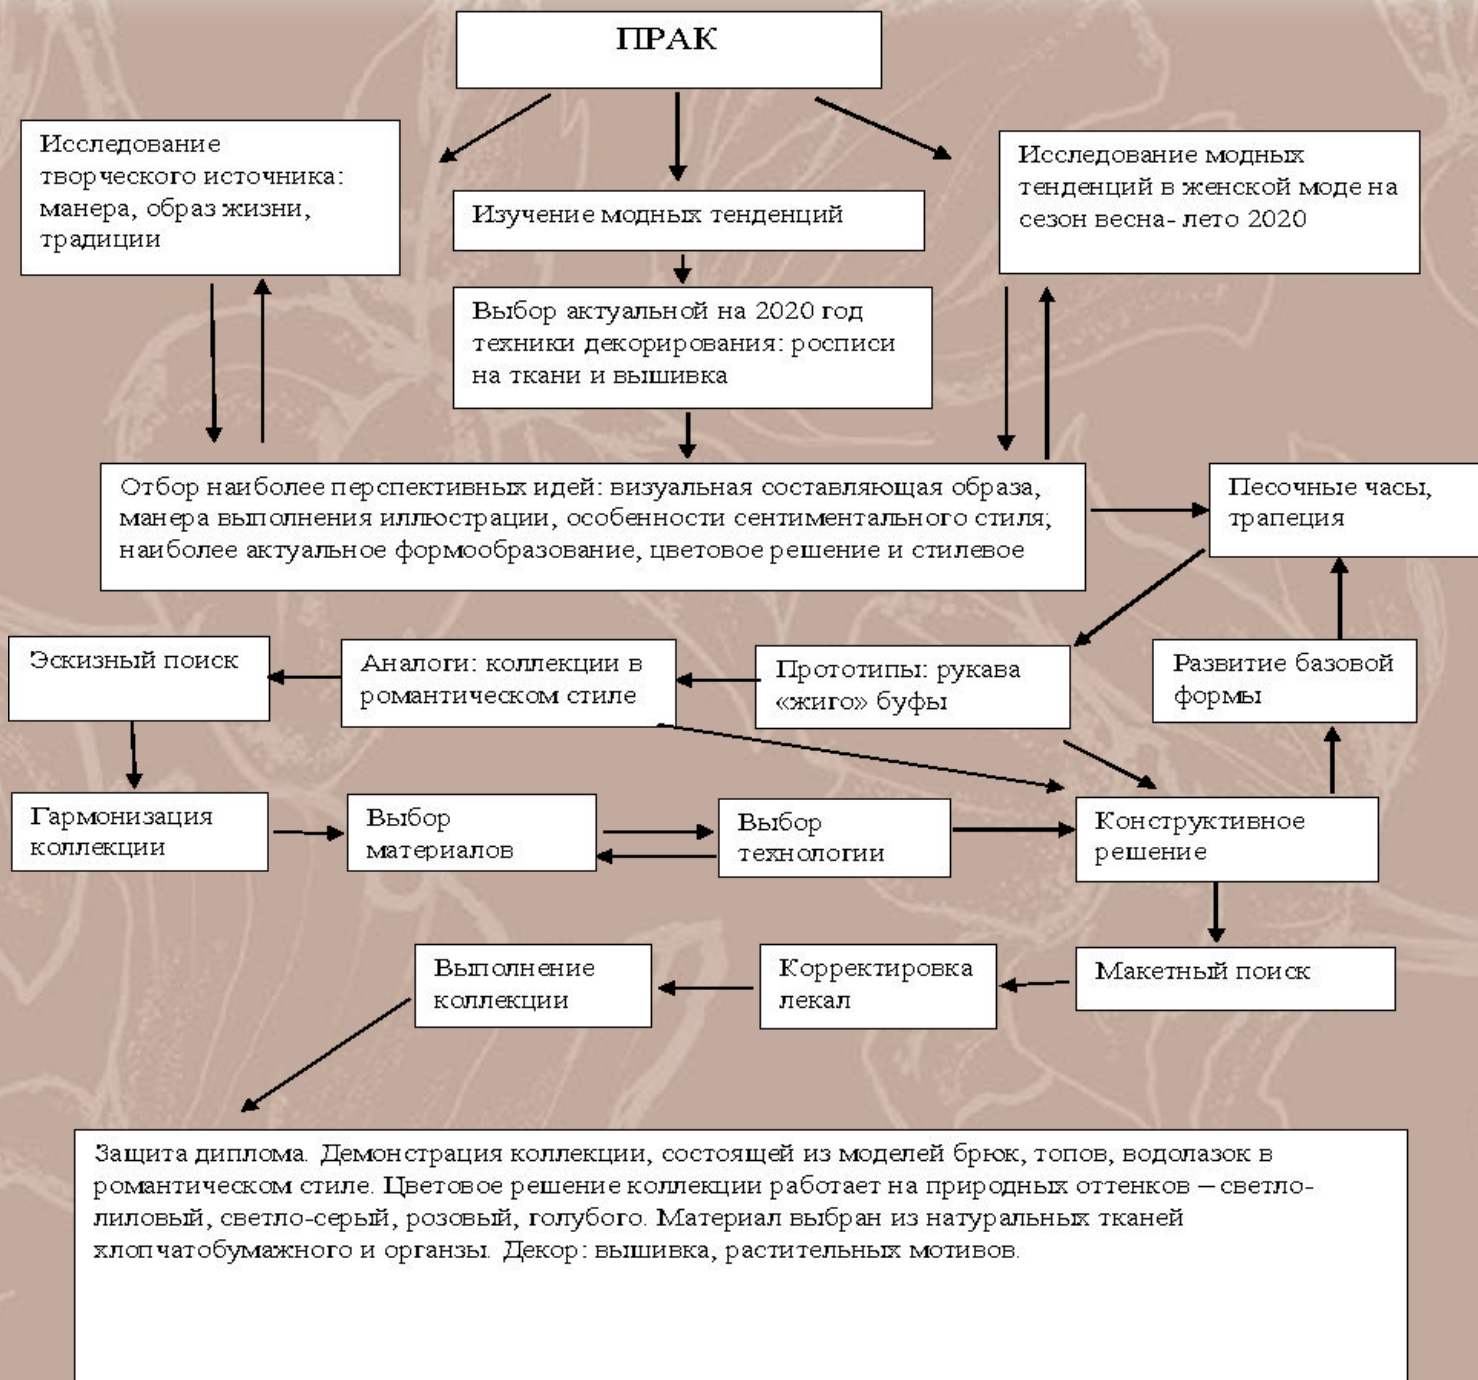 ПРАК
Исследование
творческого источника:
манера, образ жизни,
традиции
Изучение модных тенденций
Исследование модных
тенденций в женской моде на
сезон весна- лето 2020
Выбор актуальной на 2020 год
техники декорирования: росписи
на ткани и вышивка
Отбор наиболее перспективных идей: визуальная составляющая образа,
манера выполнения иллюстрации, особенности сентиментального стиля;
наиболее актуальное формообразование, цветовое решение и стилевое
Песочные часы,
трапеция
Эскизный поиск
Аналоги: коллекции в
романтическом стиле
Прототипы: рукава
«жиго» буфы
Развитие базовой
формы
Гармонизация
коллекции
Выбор
материалов
Выбор
технологии
Конструктивное
решение
Выполнение
коллекции
Корректировка
лекал
Макетный поиск
Защита диплома. Демонстрация коллекции, состоящей из моделей брюк, топов, водолазок в
романтическом стиле. Цветовое решение коллекции работает на природных оттенков – светло-
лиловый, светло-серый, розовый, голубого. Материал выбран из натуральных тканей
хлопчатобумажного и органзы. Декор: вышивка, растительных мотивов.